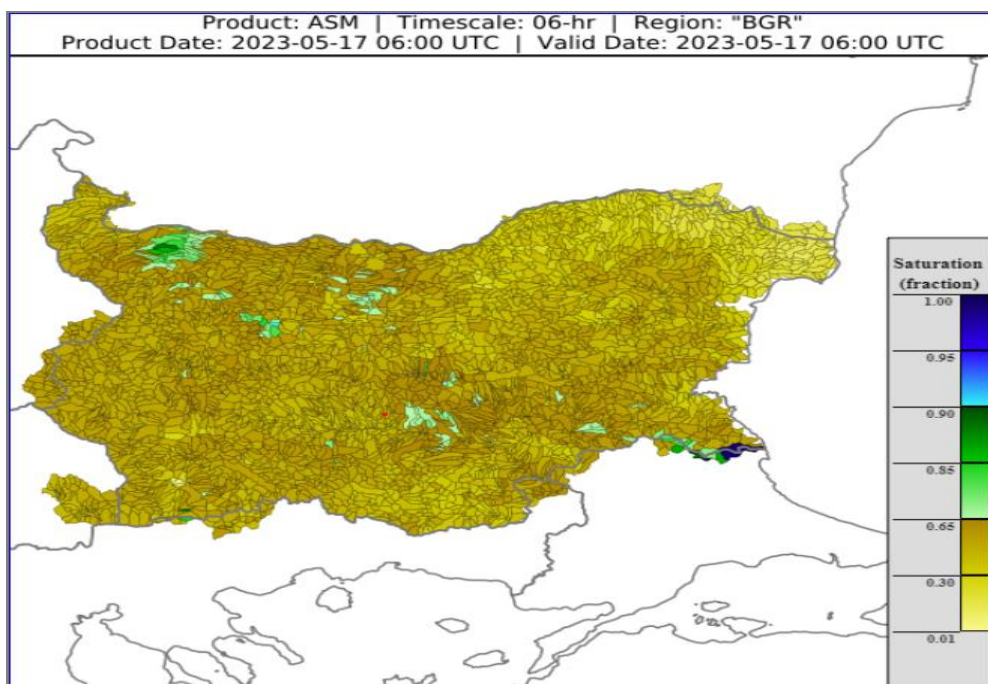 Product: ASM | Timescale: 06-hr | Region: "BGR"
Product Date: 2023-05-17 06:00 UTC | Valid Date: 2023-05-17 06:00 UTC
Saturation
(fraction)
1.00
0.95
0.90
0.85
0.65
0.30
0.01